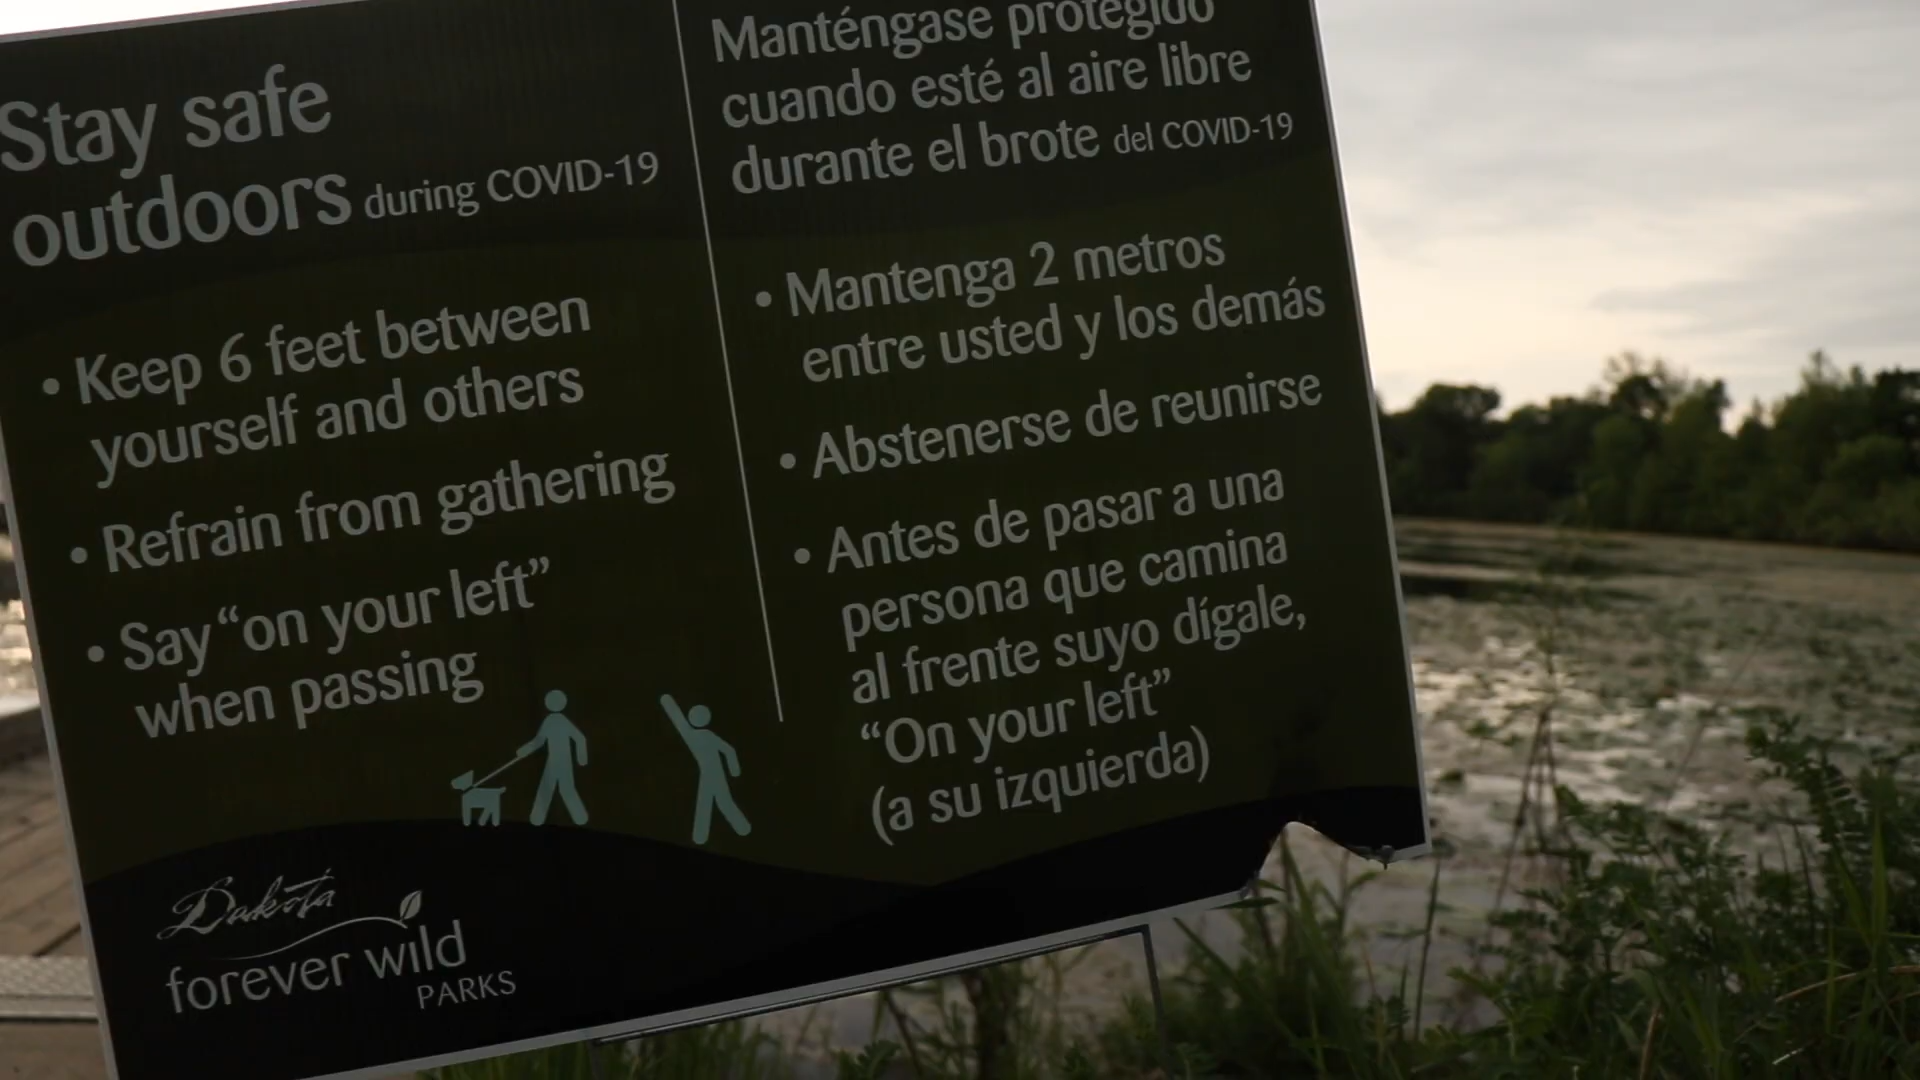 Stay safe
outdoors during COVID-19
• Keep 6 feet between
yourself and others
• Refrain from gathering
• Say “on your left”
when passing
Manténgase protegido
cuando esté al aire libre
durante el brote del COVID-19
• Mantenga 2 metros
entre usted y los demás
• Abstenerse de reunirse
• Antes de pasar a una
persona que camina
al frente suyo dígale,
“On your left”
(a su izquierda)
Dakota
forever wild
PARKS